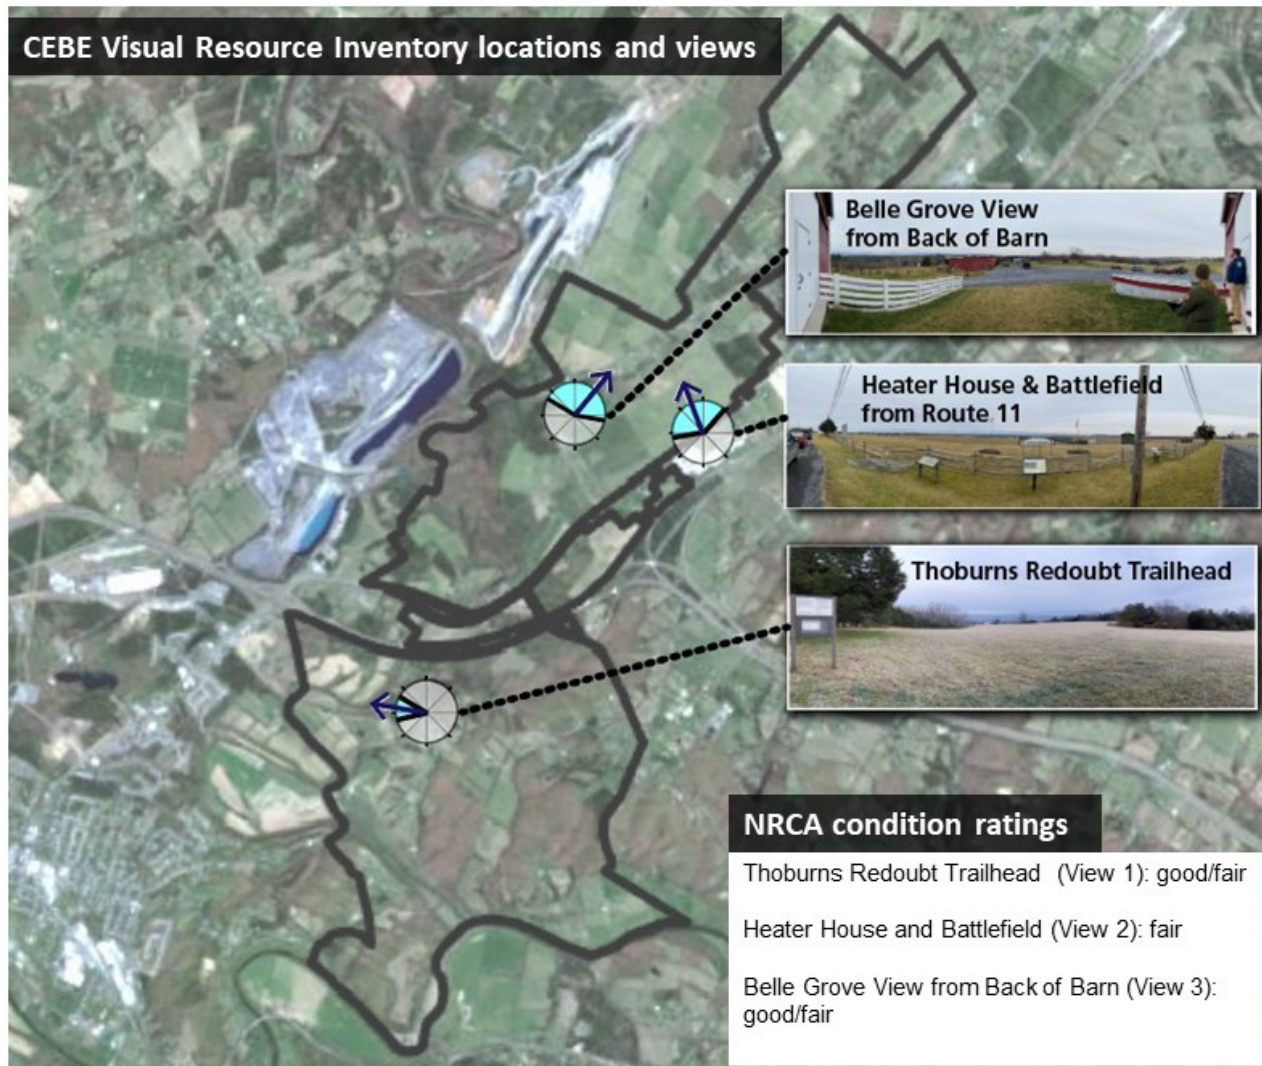 CEBE Visual Resource Inventory locations and views
Belle Grove View
from Back of Barn
Heater House & Battlefield
from Route 11
Thoburns Redoubt Trailhead
NRCA condition ratings
Thoburns Redoubt Trailhead (View 1): good/fair
Heater House and Battlefield (View 2): fair
Belle Grove View from Back of Barn (View 3):
good/fair